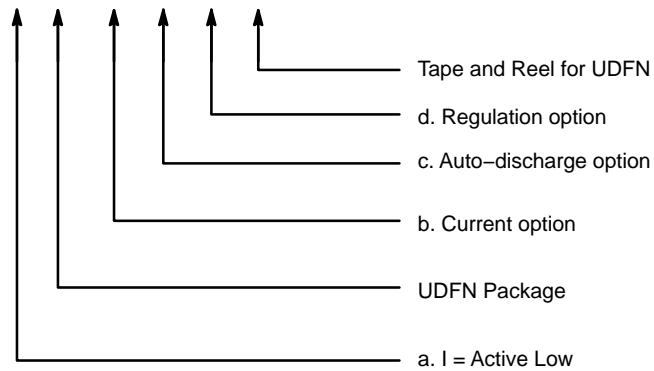 Tape and Reel for UDFN
d. Regulation option
c. Auto−discharge option
b. Current option
UDFN Package
a. I = Active Low